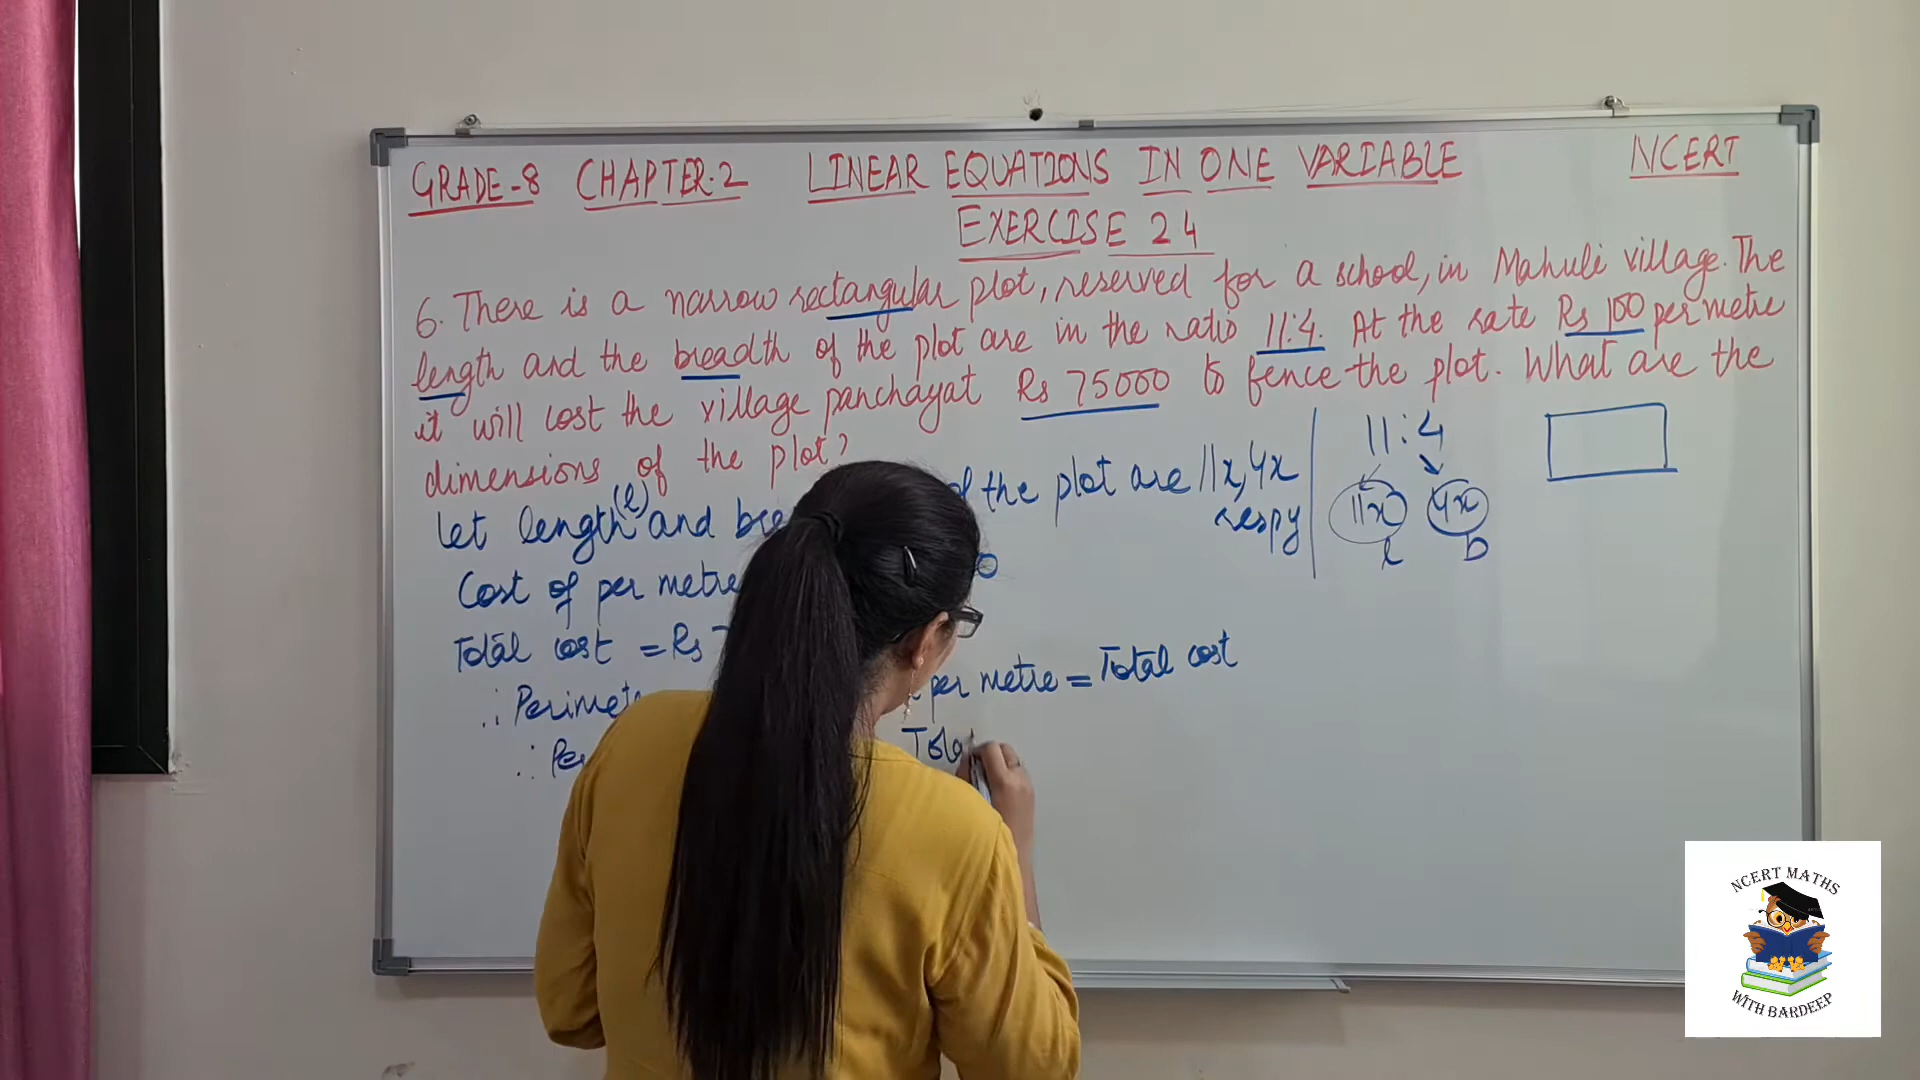 GRADE-8 CHAPTER.2 LINEAR EQUATIONS IN ONE VARIABLE NCERT
EXERCISE 2.4
6. There is a narrow rectangular plot, reserved for a school, in Mahuli village. The
length and the breadth of the plot are in the ratio 11:4. At the rate Rs 100 per metre
it will cost the village panchayat Rs 75000 to fence the plot. What are the
dimensions of the plot?
Let length (l) and of the plot are 11x, 4x
respy
Cost of per metre
Total cost = Rs
∴ per metre = Total cost
∴
11:4
11x 4x
l b
NCERT MATHS
WITH BARDEEP